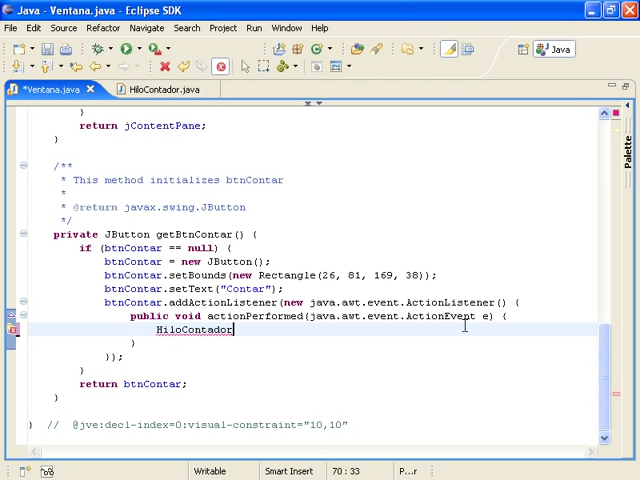 Java - Ventana.java - Eclipse SDK
File Edit Source Refactor Navigate Search Project Run Window Help
Java
*Ventana.java HiloContador.java
Palette
}
return jContentPane;
}
/**
* This method initializes btnContar
*
* @return javax.swing.JButton
*/
private JButton getBtnContar() {
if (btnContar == null) {
btnContar = new JButton();
btnContar.setBounds(new Rectangle(26, 81, 169, 38));
btnContar.setText("Contar");
btnContar.addActionListener(new java.awt.event.ActionListener() {
public void actionPerformed(java.awt.event.ActionEvent e) {
HiloContador
}
});
}
return btnContar;
}
} // @jve:decl-index=0:visual-constraint="10,10"
Writable Smart Insert 70 : 33 P...r